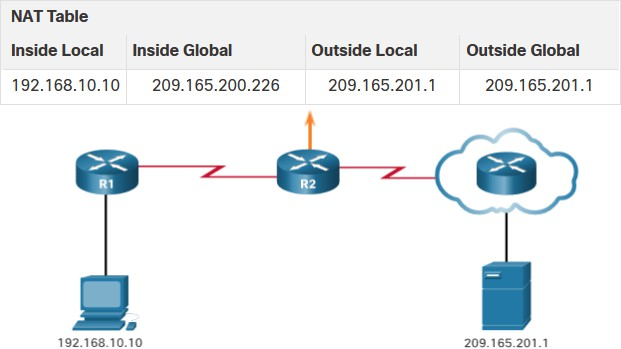 NAT Table
Inside Local Inside Global Outside Local Outside Global
192.168.10.10 209.165.200.226 209.165.201.1 209.165.201.1
R1 R2
192.168.10.10 209.165.201.1